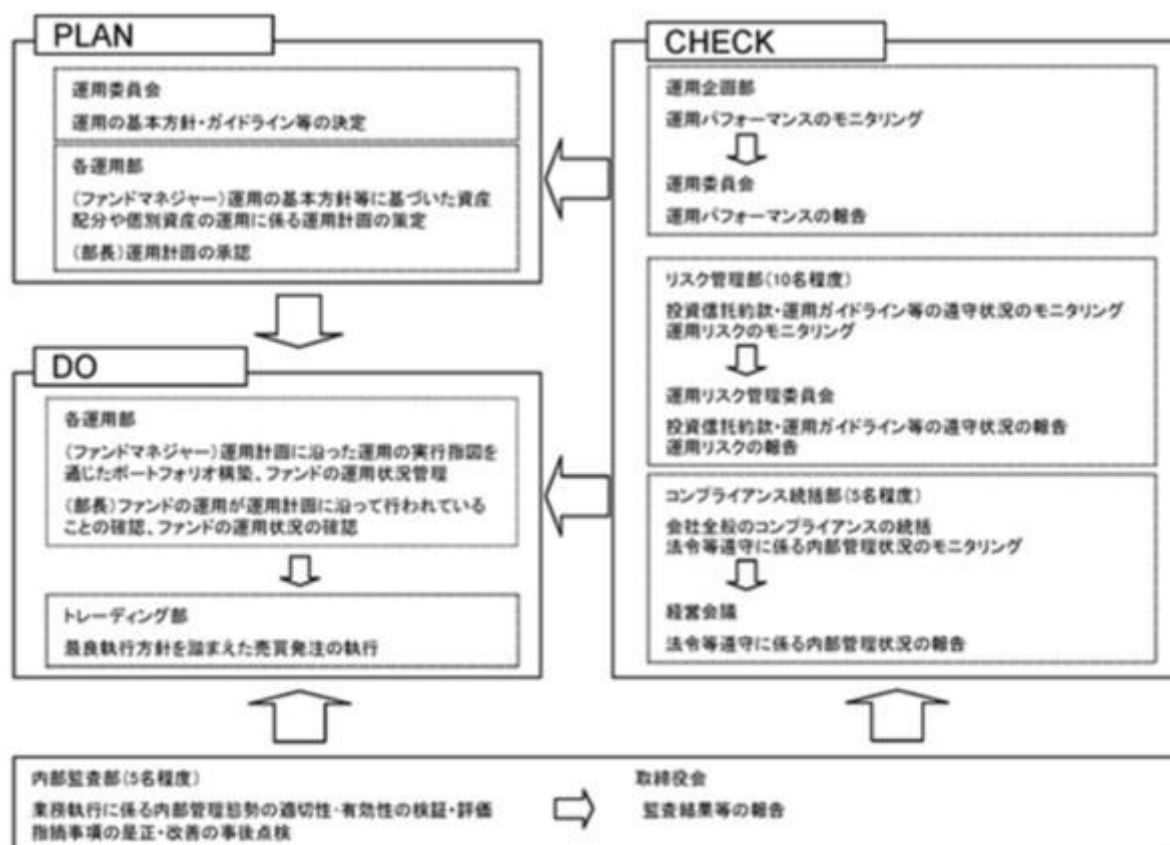 PLAN
運用委員会
運用の基本方針・ガイドライン等の決定
各運用部
(ファンドマネジャー)運用の基本方針等に基づいた資産
配分や個別資産の運用に係る運用計画の策定
(部長)運用計画の承認
DO
各運用部
(ファンドマネジャー)運用計画に沿った運用の実行指図を
通じたポートフォリオ構築、ファンドの運用状況管理
(部長)ファンドの運用が運用計画に沿って行われている
ことの確認、ファンドの運用状況の確認
トレーディング部
最良執行方針を踏まえた売買発注の執行
CHECK
運用企画部
運用パフォーマンスのモニタリング
運用委員会
運用パフォーマンスの報告
リスク管理部(10名程度)
投資信託約款・運用ガイドライン等の遵守状況のモニタリング
運用リスクのモニタリング
運用リスク管理委員会
投資信託約款・運用ガイドライン等の遵守状況の報告
運用リスクの報告
コンプライアンス統括部(5名程度)
会社全般のコンプライアンスの統括
法令等遵守に係る内部管理状況のモニタリング
経営会議
法令等遵守に係る内部管理状況の報告
内部監査部(5名程度)
業務執行に係る内部管理態勢の適切性・有効性の検証・評価
指摘事項の是正・改善の事後点検
取締役会
監査結果等の報告